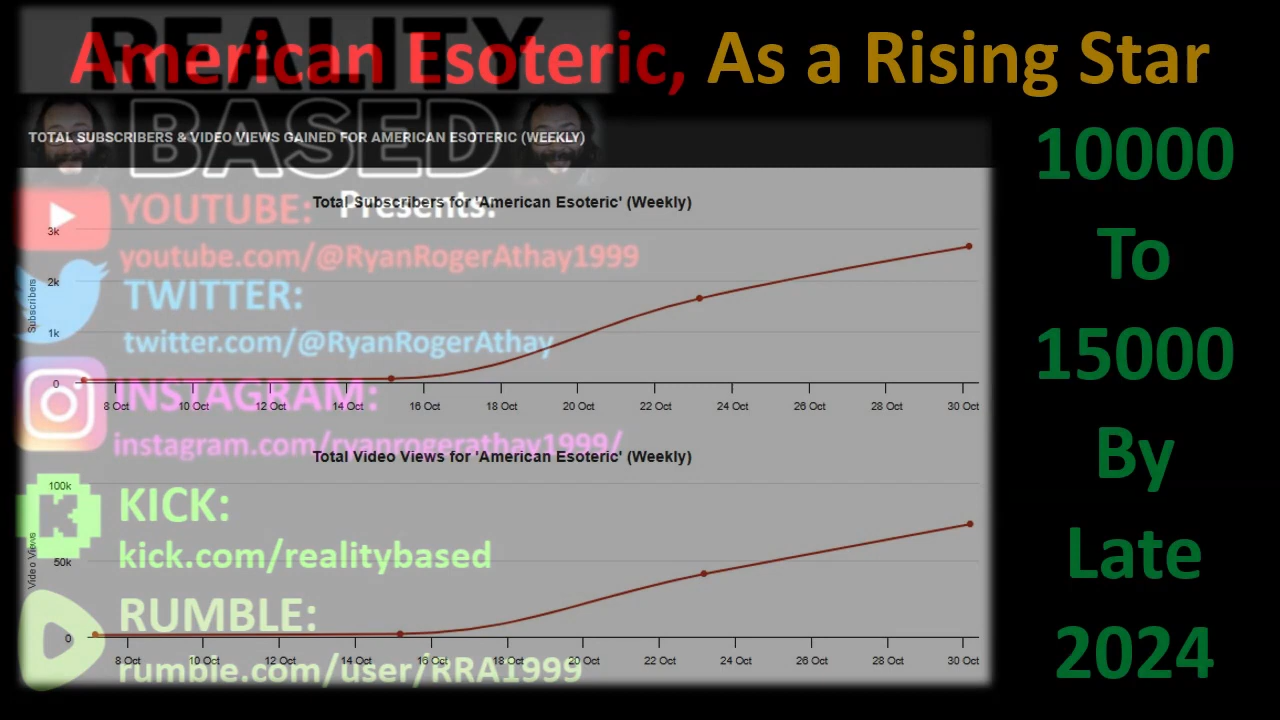 REALITY
American Esoteric, As a Rising Star
BASED
TOTAL SUBSCRIBERS & VIDEO VIEWS GAINED FOR AMERICAN ESOTERIC (WEEKLY)
Presents:
Total Subscribers for 'American Esoteric' (Weekly)
Subscribers
3k
2k
1k
0
8 Oct 10 Oct 12 Oct 14 Oct 16 Oct 18 Oct 20 Oct 22 Oct 24 Oct 26 Oct 28 Oct 30 Oct
Total Video Views for 'American Esoteric' (Weekly)
Video Views
100k
50k
0
8 Oct 10 Oct 12 Oct 14 Oct 16 Oct 18 Oct 20 Oct 22 Oct 24 Oct 26 Oct 28 Oct 30 Oct
YOUTUBE:
youtube.com/@RyanRogerAthay1999
TWITTER:
twitter.com/@RyanRogerAthay
INSTAGRAM:
instagram.com/ryanrogerathay1999/
KICK:
kick.com/realitybased
RUMBLE:
rumble.com/user/RRA1999
10000
To
15000
By
Late
2024